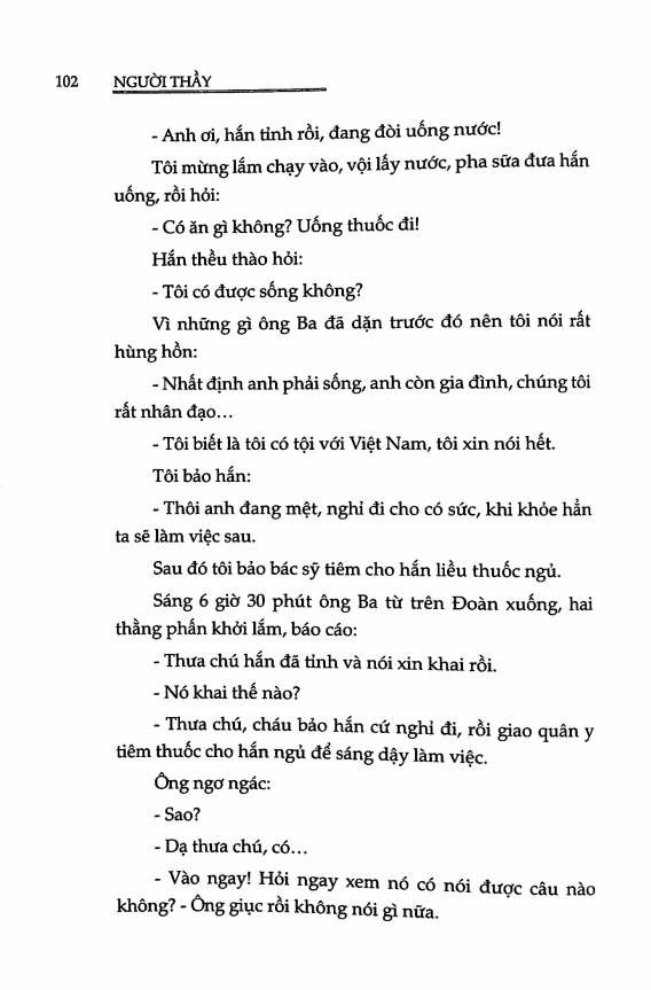 102 NGƯỜI THẦY
- Anh ơi, hắn tỉnh rồi, đang đòi uống nước!
Tôi mừng lắm chạy vào, vội lấy nước, pha sữa đưa hắn
uống, rồi hỏi:
- Có ăn gì không? Uống thuốc đi!
Hắn thều thào hỏi:
- Tôi có được sống không?
Vì những gì ông Ba đã dặn trước đó nên tôi nói rất
hùng hồn:
- Nhất định anh phải sống, anh còn gia đình, chúng tôi
rất nhân đạo...
- Tôi biết là tôi có tội với Việt Nam, tôi xin nói hết.
Tôi bảo hắn:
- Thôi anh đang mệt, nghỉ đi cho có sức, khi khỏe hẳn
ta sẽ làm việc sau.
Sau đó tôi bảo bác sỹ tiêm cho hắn liều thuốc ngủ.
Sáng 6 giờ 30 phút ông Ba từ trên Đoàn xuống, hai
thằng phấn khởi lắm, báo cáo:
- Thưa chú hắn đã tỉnh và nói xin khai rồi.
- Nó khai thế nào?
- Thưa chú, cháu bảo hắn cứ nghỉ đi, rồi giao quân y
tiêm thuốc cho hắn ngủ để sáng dậy làm việc.
Ông ngơ ngác:
- Sao?
- Dạ thưa chú, có...
- Vào ngay! Hỏi ngay xem nó có nói được câu nào
không? - Ông giục rồi không nói gì nữa.